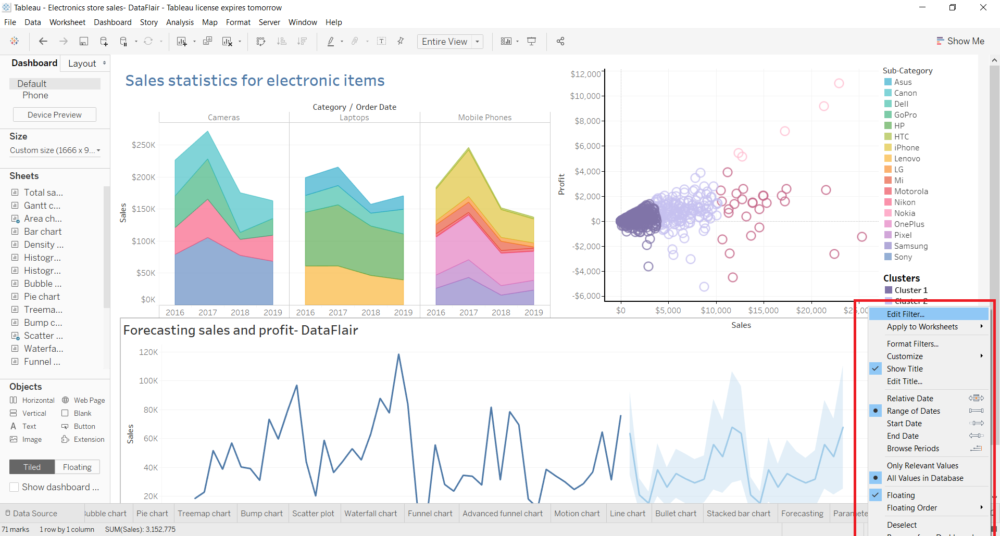 Tableau - Electronics store sales- DataFlair - Tableau license expires tomorrow
File Data Worksheet Dashboard Story Analysis Map Format Server Window Help
Entire View
Show Me
Dashboard Layout
Default
Phone
Device Preview
Size
Custom size (1666 x 9...
Sheets
Total sa...
Gantt c...
Area ch...
Bar chart
Density ...
Histogr...
Histogr...
Bubble ...
Pie chart
Treema...
Bump c...
Scatter ...
Waterfa...
Funnel ...
Objects
Horizontal Web Page
Vertical Blank
Text Button
Image Extension
Tiled Floating
Show dashboard ...
Sales statistics for electronic items
Category / Order Date
Cameras Laptops Mobile Phones
Sales
$250K
$200K
$150K
$100K
$50K
$0K
2016 2017 2018 2019 2016 2017 2018 2019 2016 2017 2018 2019
Profit
$12,000
$10,000
$8,000
$6,000
$4,000
$2,000
$0
-$2,000
-$4,000
-$6,000
$0 $5,000 $10,000 $15,000 $20,000
Sales
Sub-Category
Asus
Canon
Dell
GoPro
HP
HTC
iPhone
Lenovo
LG
Mi
Motorola
Nikon
Nokia
OnePlus
Pixel
Samsung
Sony
Clusters
Cluster 1
Cluster 2
Forecasting sales and profit- DataFlair
Sales
120K
100K
80K
60K
40K
20K
Edit Filter...
Apply to Worksheets
Format Filters...
Customize
Show Title
Edit Title...
Relative Date
Range of Dates
Start Date
End Date
Browse Periods
Only Relevant Values
All Values in Database
Floating
Floating Order
Deselect
Data Source Bubble chart Pie chart Treemap chart Bump chart Scatter plot Waterfall chart Funnel chart Advanced funnel chart Motion chart Line chart Bullet chart Stacked bar chart Forecasting Paramete
71 marks 1 row by 1 column SUM(Sales): 3,152,775